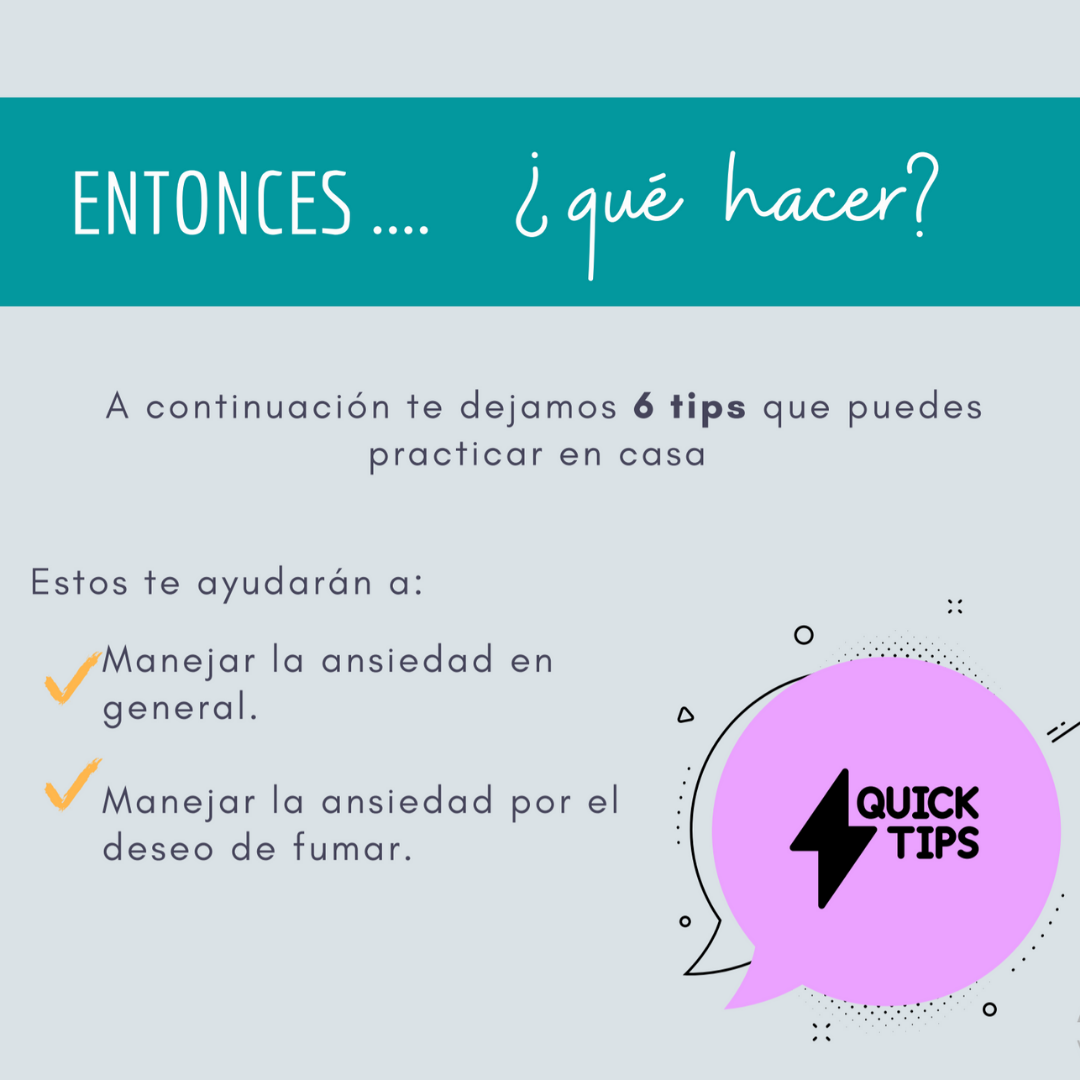 ENTONCES .... ¿qué hacer?
A continuación te dejamos 6 tips que puedes
practicar en casa
Estos te ayudarán a:
Manejar la ansiedad en
general.
Manejar la ansiedad por el
deseo de fumar.
QUICK
TIPS